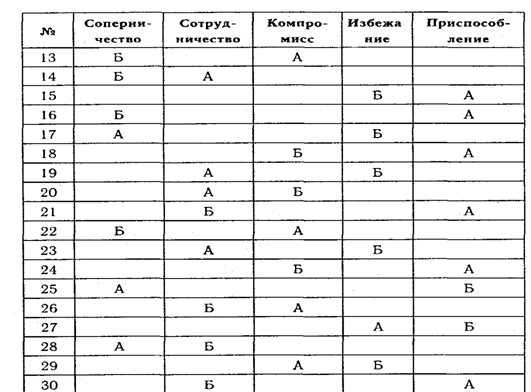 № Соперни-чество Сотруд-ничество Компро-мисс Избежа ние Приспособ-ление
13 Б А
14 Б А
15 Б А
16 Б А
17 А Б
18 Б А
19 А Б
20 А Б
21 Б А
22 Б А
23 А Б
24 Б А
25 А Б
26 Б А
27 А Б
28 А Б
29 А Б
30 Б А